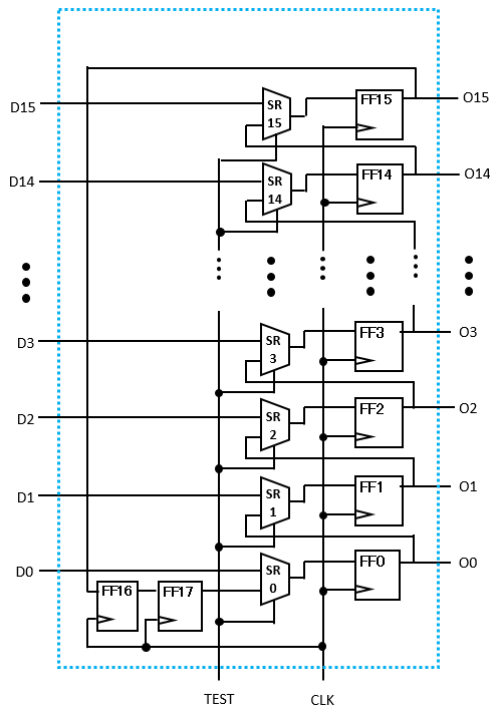 D15 SR 15 FF15 O15
D14 SR 14 FF14 O14
D3 SR 3 FF3 O3
D2 SR 2 FF2 O2
D1 SR 1 FF1 O1
D0 SR 0 FF0 O0
FF16 FF17
TEST CLK